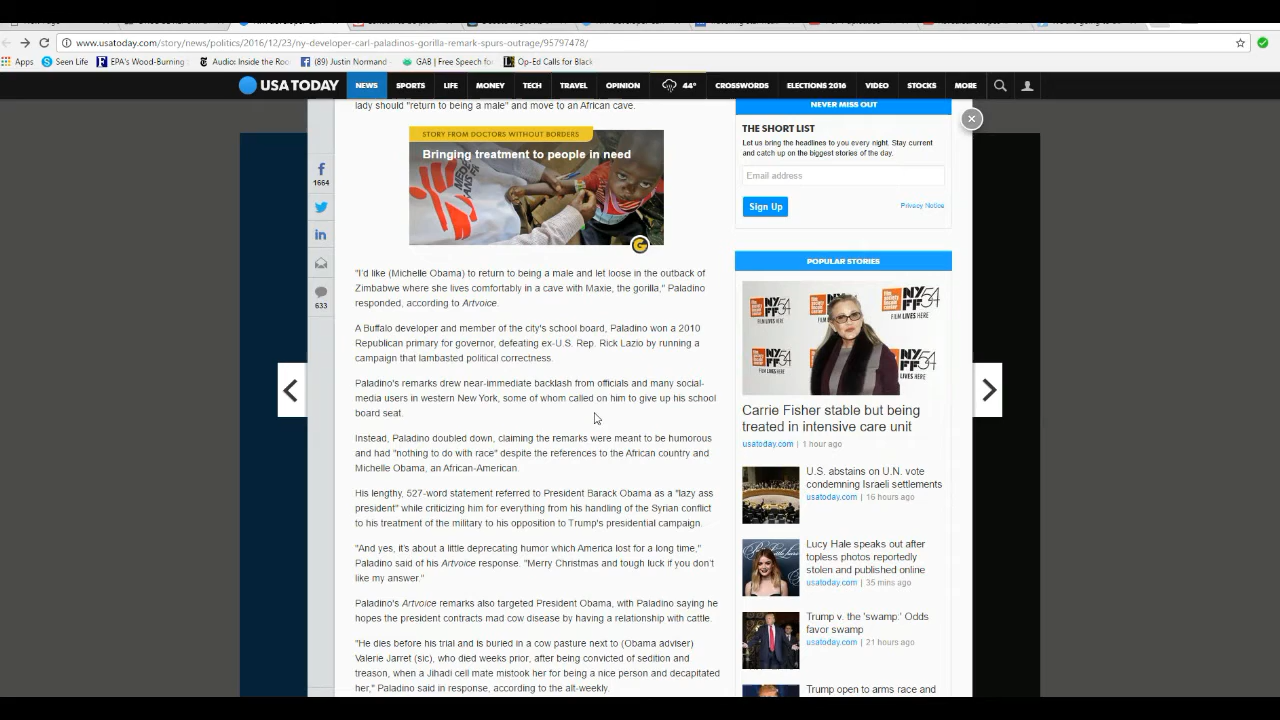 www.usatoday.com/story/news/politics/2016/12/23/ny-developer-carl-paladinos-gorilla-remark-spurs-outrage/95797478/
Apps
Seen Life
EPA's Wood-Burning
Audio: Inside the Roo
(89) Justin Normand
GAB | Free Speech fo
Op-Ed Calls for Black
USA TODAY
NEWS
SPORTS
LIFE
MONEY
TECH
TRAVEL
OPINION
44°
CROSSWORDS
ELECTIONS 2016
VIDEO
STOCKS
MORE
1664
633
lady should "return to being a male" and move to an African cave.
STORY FROM DOCTORS WITHOUT BORDERS
Bringing treatment to people in need
"I'd like (Michelle Obama) to return to being a male and let loose in the outback of
Zimbabwe where she lives comfortably in a cave with Maxie, the gorilla," Paladino
responded, according to Artvoice.
A Buffalo developer and member of the city's school board, Paladino won a 2010
Republican primary for governor, defeating ex-U.S. Rep. Rick Lazio by running a
campaign that lambasted political correctness.
Paladino's remarks drew near-immediate backlash from officials and many social-
media users in western New York, some of whom called on him to give up his school
board seat.
Instead, Paladino doubled down, claiming the remarks were meant to be humorous
and had "nothing to do with race" despite the references to the African country and
Michelle Obama, an African-American.
His lengthy, 527-word statement referred to President Barack Obama as a "lazy ass
president" while criticizing him for everything from his handling of the Syrian conflict
to his treatment of the military to his opposition to Trump's presidential campaign.
"And yes, it's about a little deprecating humor which America lost for a long time,"
Paladino said of his Artvoice response. "Merry Christmas and tough luck if you don't
like my answer."
Paladino's Artvoice remarks also targeted President Obama, with Paladino saying he
hopes the president contracts mad cow disease by having a relationship with cattle.
"He dies before his trial and is buried in a cow pasture next to (Obama adviser)
Valerie Jarret (sic), who died weeks prior, after being convicted of sedition and
treason, when a Jihadi cell mate mistook her for being a nice person and decapitated
her," Paladino said in response, according to the alt-weekly.
NEVER MISS OUT
THE SHORT LIST
Let us bring the headlines to you every night. Stay current
and catch up on the biggest stories of the day.
Email address
Sign Up
Privacy Notice
POPULAR STORIES
Carrie Fisher stable but being
treated in intensive care unit
usatoday.com | 1 hour ago
U.S. abstains on U.N. vote
condemning Israeli settlements
usatoday.com | 16 hours ago
Lucy Hale speaks out after
topless photos reportedly
stolen and published online
usatoday.com | 35 mins ago
Trump v. the 'swamp:' Odds
favor swamp
usatoday.com | 21 hours ago
Trump open to arms race and